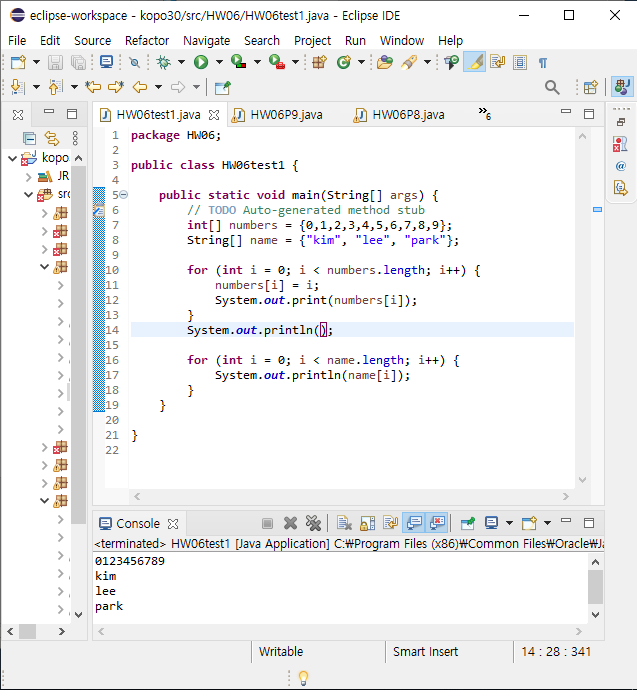 eclipse-workspace - kopo30/src/HW06/HW06test1.java - Eclipse IDE
File Edit Source Refactor Navigate Search Project Run Window Help
HW06test1.java HW06P9.java HW06P8.java »6
kopo.
JR
src
1 package HW06;
2
3 public class HW06test1 {
4
5 public static void main(String[] args) {
6 // TODO Auto-generated method stub
7 int[] numbers = {0,1,2,3,4,5,6,7,8,9};
8 String[] name = {"kim", "lee", "park"};
9
10 for (int i = 0; i < numbers.length; i++) {
11 numbers[i] = i;
12 System.out.print(numbers[i]);
13 }
14 System.out.println();
15
16 for (int i = 0; i < name.length; i++) {
17 System.out.println(name[i]);
18 }
19 }
20
21 }
22
Console
<terminated> HW06test1 [Java Application] C:₩Program Files (x86)₩Common Files₩Oracle₩Ja
0123456789
kim
lee
park
Writable Smart Insert 14 : 28 : 341